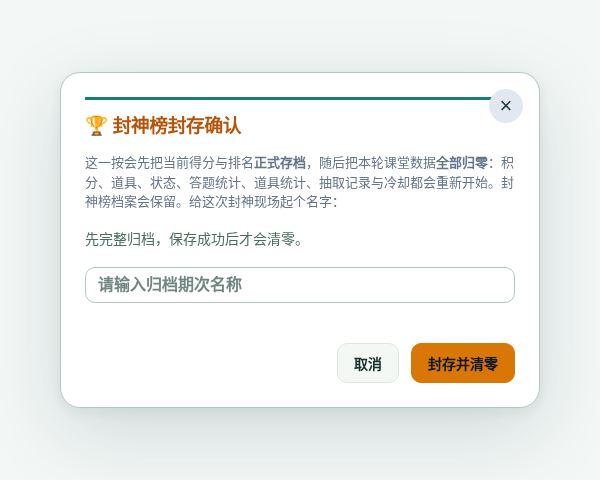 🏆 封神榜封存确认
×
这一按会先把当前得分与排名正式存档，随后把本轮课堂数据全部归零：积
分、道具、状态、答题统计、道具统计、抽取记录与冷却都会重新开始。封
神榜档案会保留。给这次封神现场起个名字：
先完整归档，保存成功后才会清零。
请输入归档期次名称
取消
封存并清零